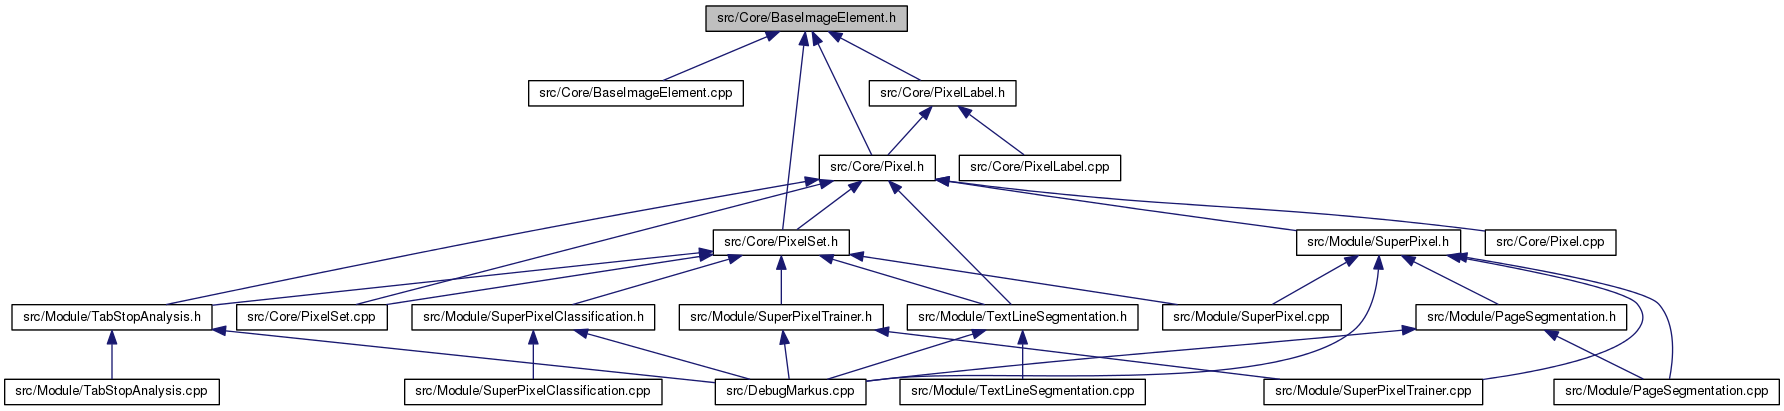 src/Core/BaseImageElement.h
src/Core/BaseImageElement.cpp
src/Core/PixelLabel.h
src/Core/Pixel.h
src/Core/PixelLabel.cpp
src/Core/PixelSet.h
src/Module/SuperPixel.h
src/Core/Pixel.cpp
src/Module/TabStopAnalysis.h
src/Core/PixelSet.cpp
src/Module/SuperPixelClassification.h
src/Module/SuperPixelTrainer.h
src/Module/TextLineSegmentation.h
src/Module/SuperPixel.cpp
src/Module/PageSegmentation.h
src/Module/TabStopAnalysis.cpp
src/Module/SuperPixelClassification.cpp
src/DebugMarkus.cpp
src/Module/TextLineSegmentation.cpp
src/Module/SuperPixelTrainer.cpp
src/Module/PageSegmentation.cpp